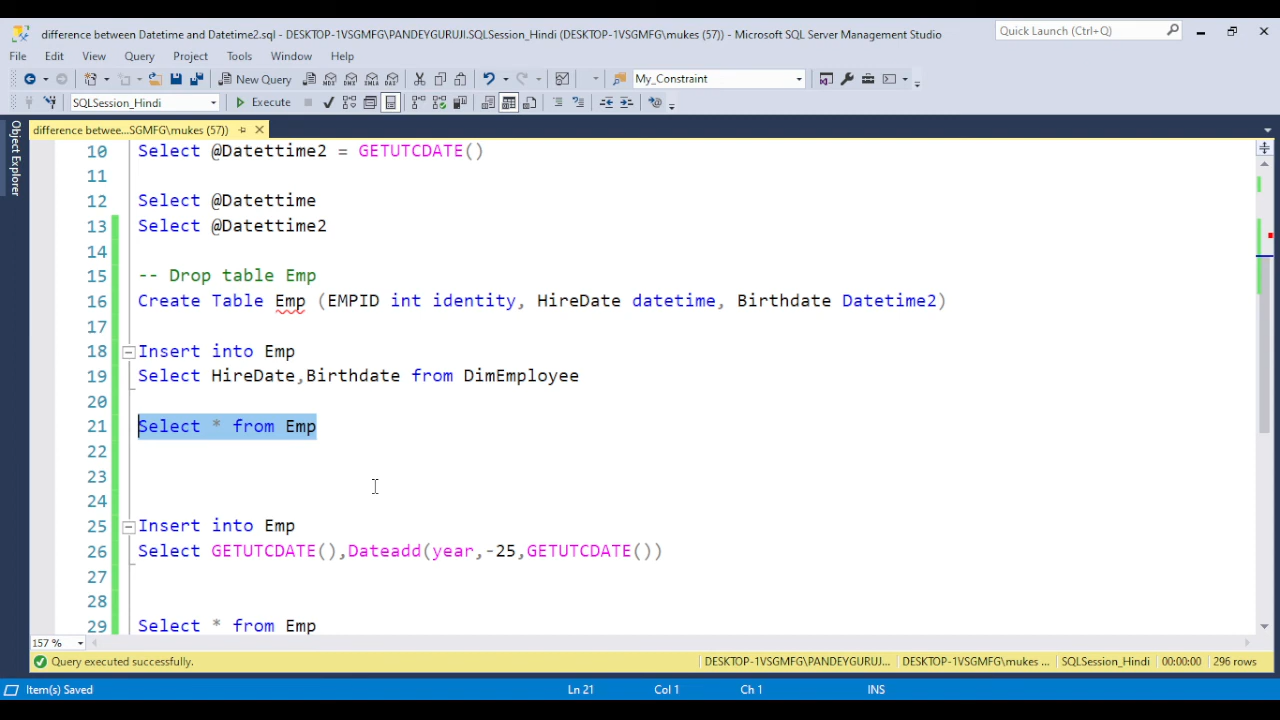 difference between Datetime and Datetime2.sql - DESKTOP-1VSGMFG\PANDEYGURUJI.SQLSession_Hindi (DESKTOP-1VSGMFG\mukes (57)) - Microsoft SQL Server Management Studio
Quick Launch (Ctrl+Q)
File Edit View Query Project Tools Window Help
New Query
MDX DMX XMLA DAX
My_Constraint
SQLSession_Hindi
Execute
difference betwee...SGMFG\mukes (57))
Object Explorer
10 Select @Datettime2 = GETUTCDATE()
11
12 Select @Datettime
13 Select @Datettime2
14
15 -- Drop table Emp
16 Create Table Emp (EMPID int identity, HireDate datetime, Birthdate Datetime2)
17
18 Insert into Emp
19 Select HireDate,Birthdate from DimEmployee
20
21 Select * from Emp
22
23
24
25 Insert into Emp
26 Select GETUTCDATE(),Dateadd(year,-25,GETUTCDATE())
27
28
29 Select * from Emp
157 %
Query executed successfully.
DESKTOP-1VSGMFG\PANDEYGURUJ... DESKTOP-1VSGMFG\mukes ... SQLSession_Hindi 00:00:00 296 rows
Item(s) Saved Ln 21 Col 1 Ch 1 INS